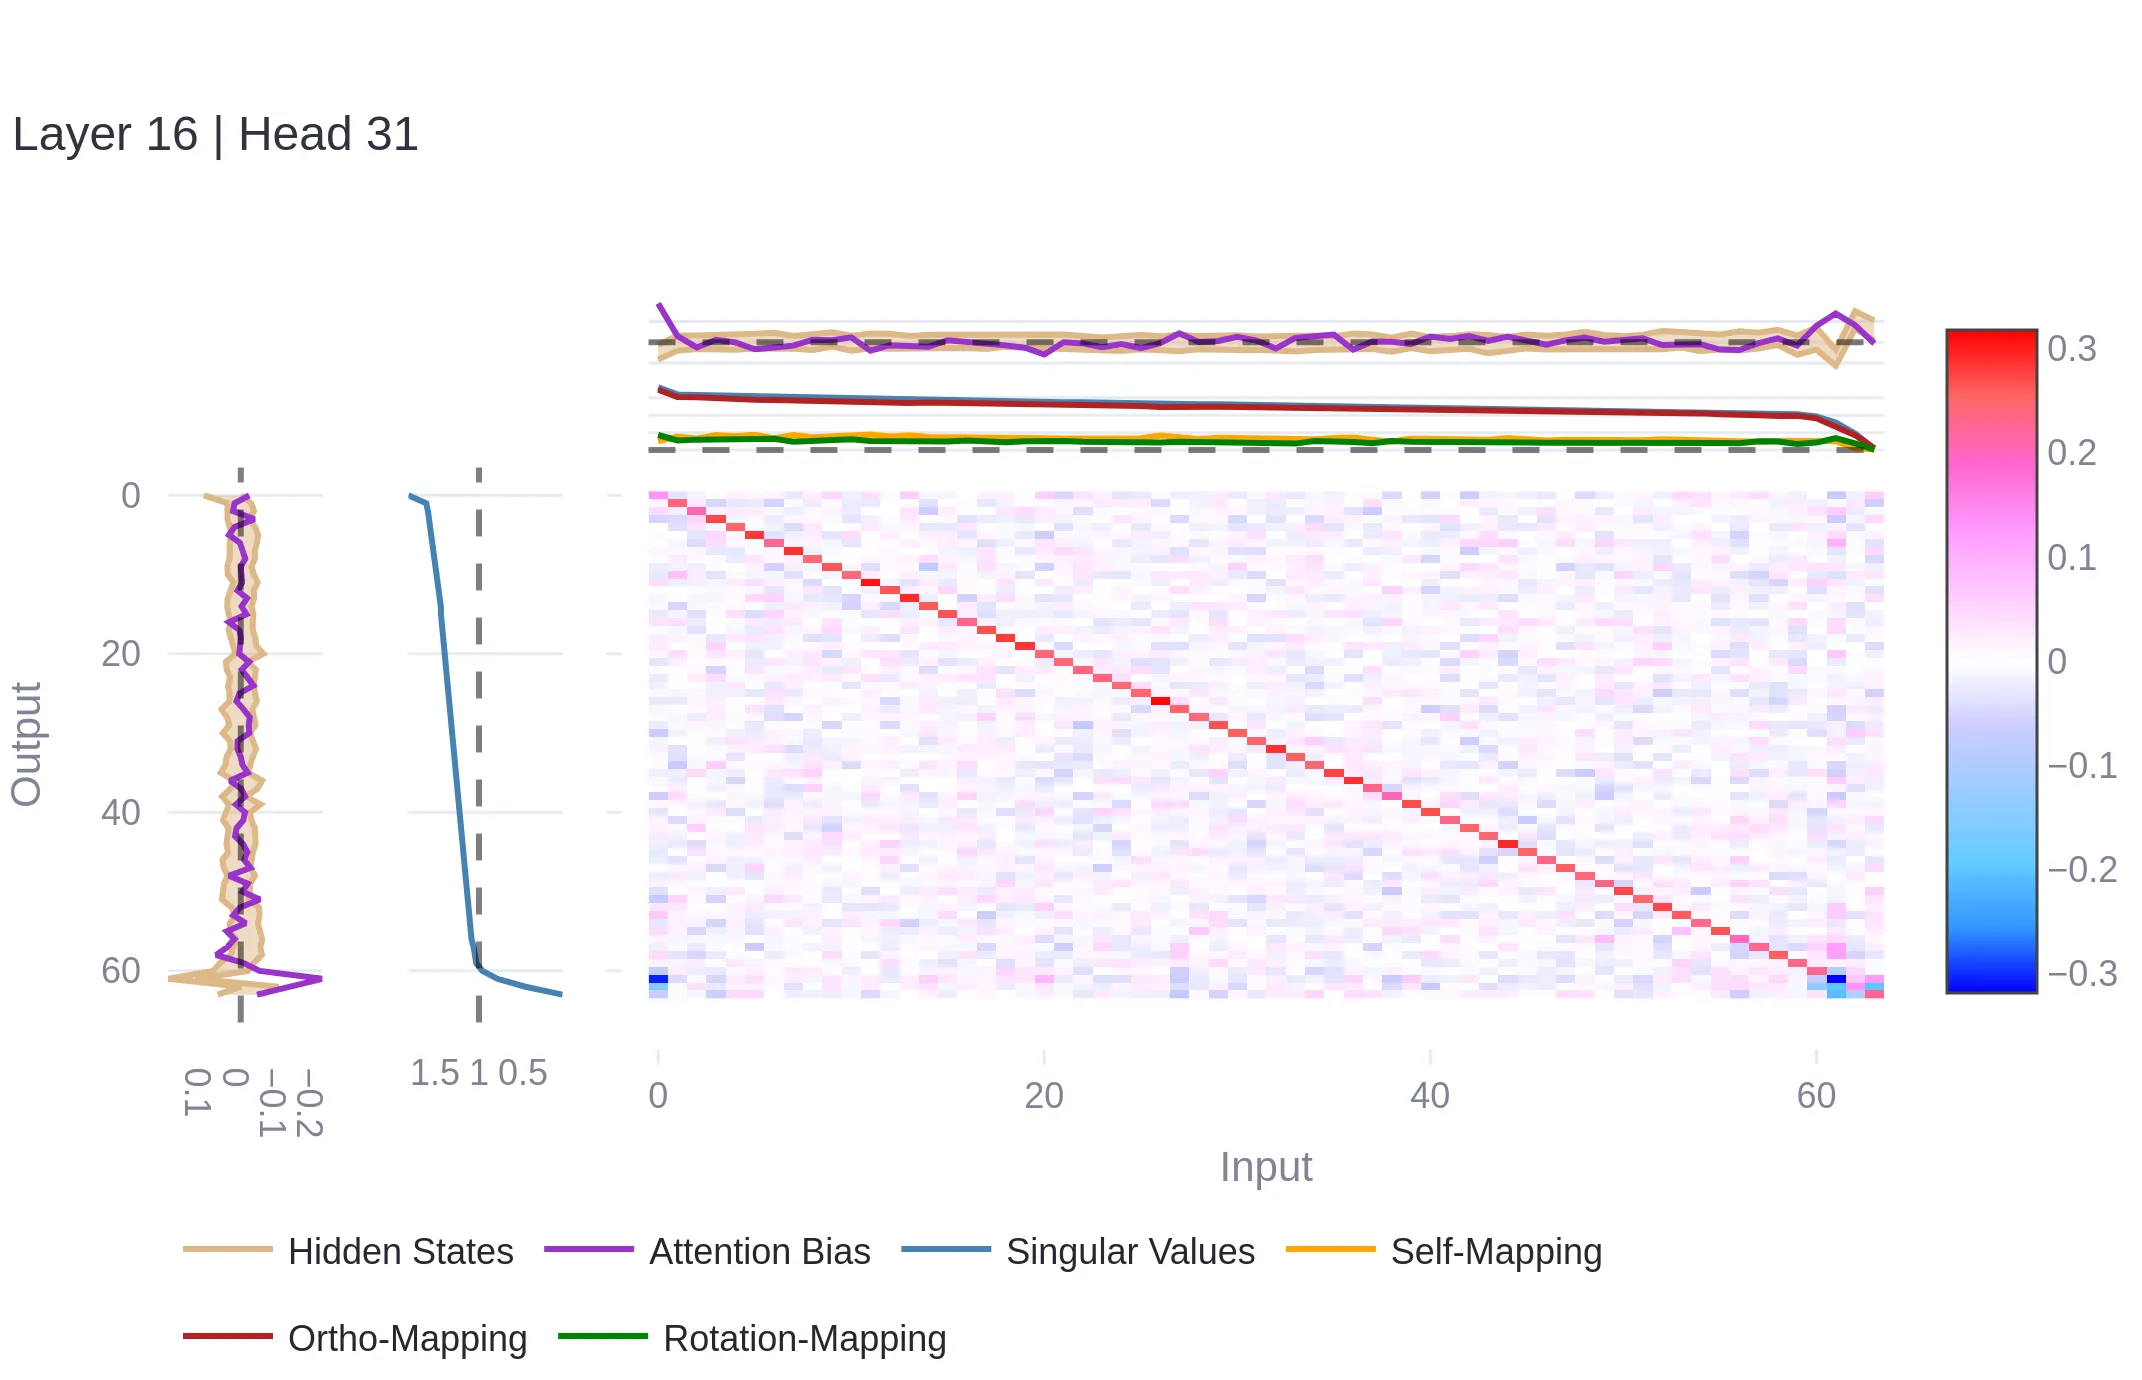 Layer 16 | Head 31
0
20
40
60
Output
0.1
0
−0.1
−0.2
1.5 1 0.5
0 20 40 60
Input
0.3
0.2
0.1
0
−0.1
−0.2
−0.3
Hidden States Attention Bias Singular Values Self-Mapping
Ortho-Mapping Rotation-Mapping